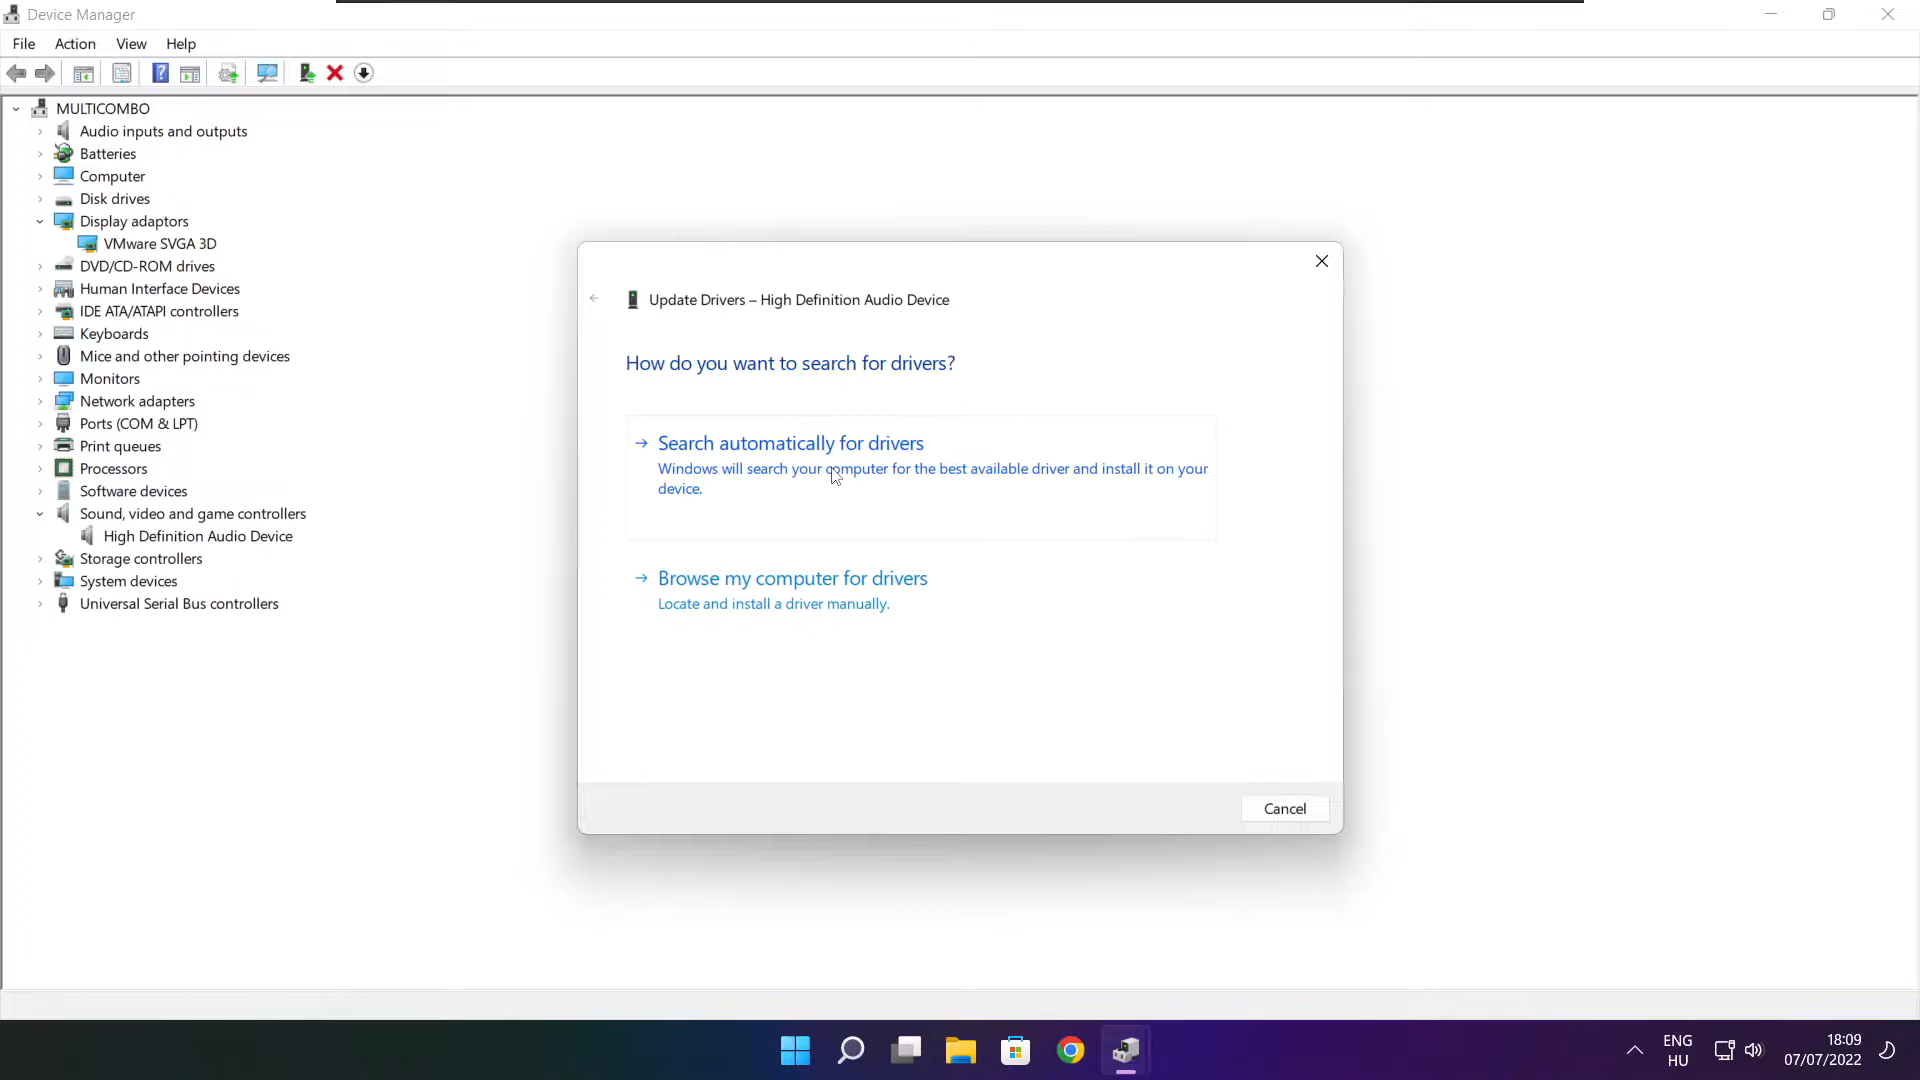 Device Manager
File Action View Help
MULTICOMBO
Audio inputs and outputs
Batteries
Computer
Disk drives
Display adaptors
VMware SVGA 3D
DVD/CD-ROM drives
Human Interface Devices
IDE ATA/ATAPI controllers
Keyboards
Mice and other pointing devices
Monitors
Network adapters
Ports (COM & LPT)
Print queues
Processors
Software devices
Sound, video and game controllers
High Definition Audio Device
Storage controllers
System devices
Universal Serial Bus controllers
Update Drivers – High Definition Audio Device
How do you want to search for drivers?
Search automatically for drivers
Windows will search your computer for the best available driver and install it on your
device.
Browse my computer for drivers
Locate and install a driver manually.
Cancel
ENG
HU
18:09
07/07/2022